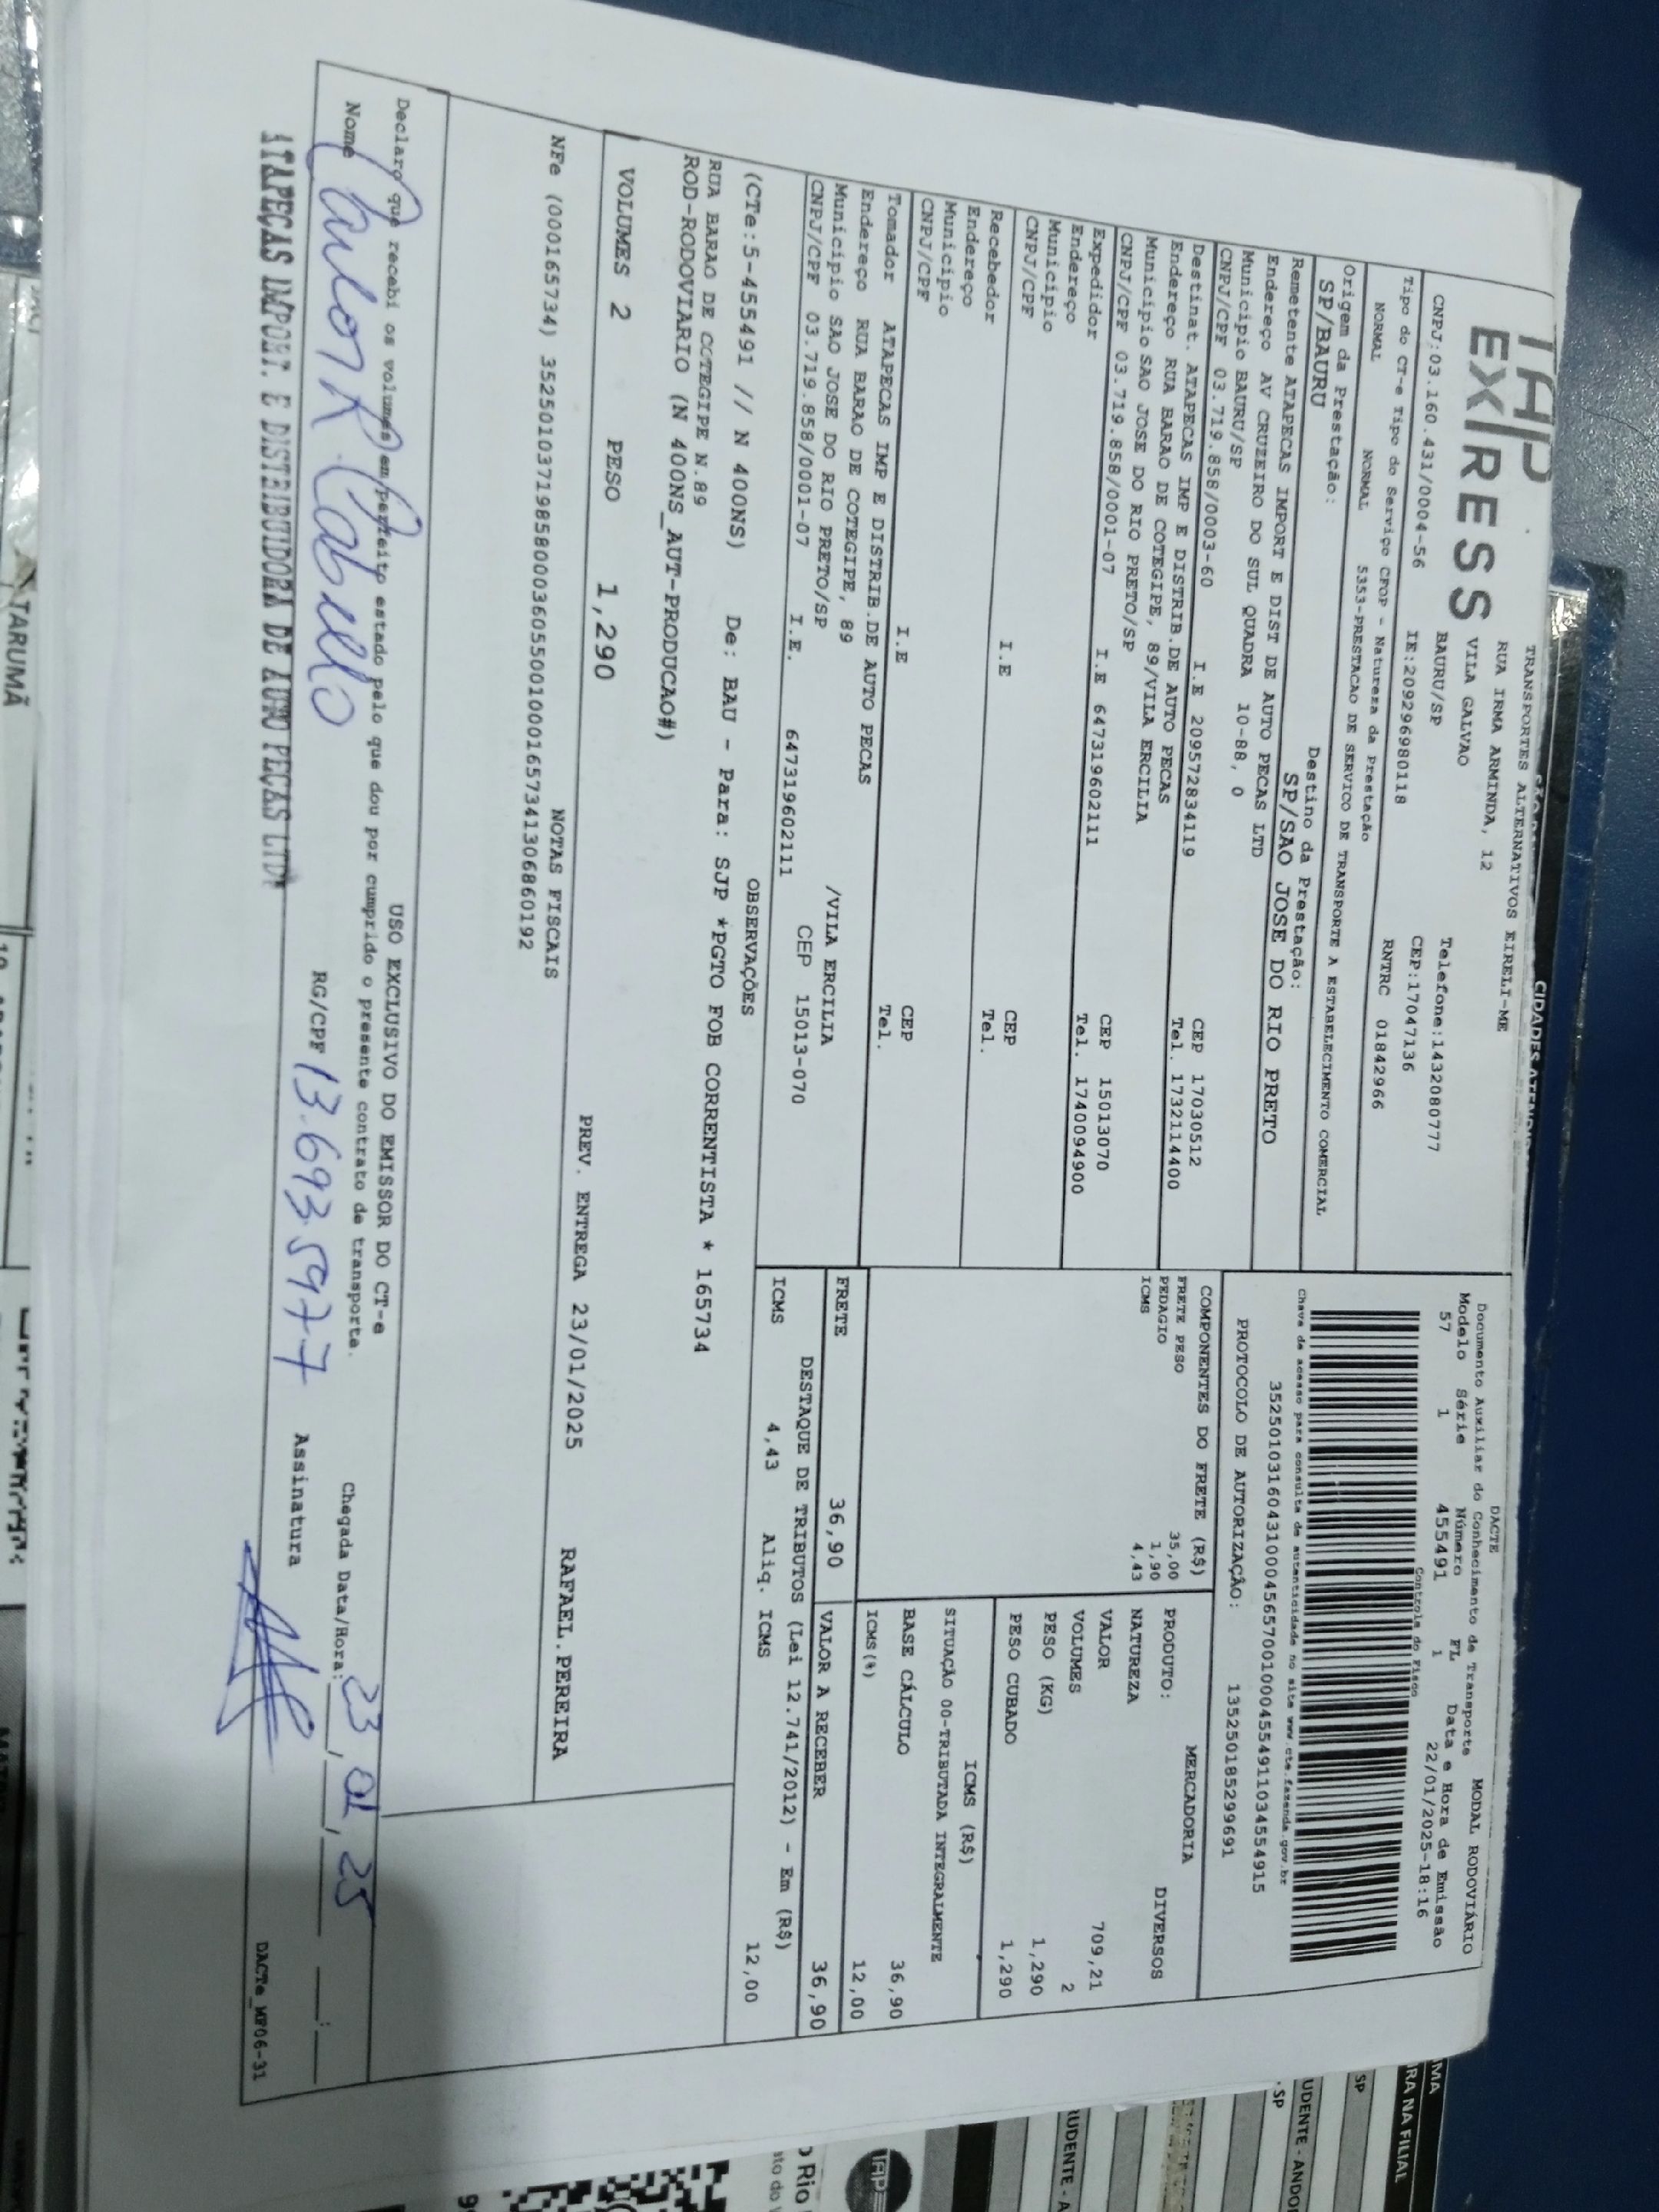 TAP
EXPRESS
TRANSPORTES ALTERNATIVOS EIRELI-ME
RUA IRMA ARMINDA, 12
VILA GALVAO
BAURU/SP
Telefone:1432080777
CNPJ:03.160.431/0004-56
IE:209296980118
CEP:17047136
Tipo do CT-e Tipo do Serviço CFOP - Natureza da Prestação
RNTRC 01842966
NORMAL NORMAL 5353-PRESTACAO DE SERVICO DE TRANSPORTE A ESTABELECIMENTO COMERCIAL
Origem da Prestação: Destino da Prestação:
SP/BAURU SP/SAO JOSE DO RIO PRETO
Remetente ATAPECAS IMPORT E DIST DE AUTO PECAS LTD
Endereço AV CRUZEIRO DO SUL QUADRA 10-88, 0
Municipio BAURU/SP CEP 17030512
CNPJ/CPF 03.719.858/0003-60 I.E 209572834119 Tel. 1732114400
Destinat. ATAPECAS IMP E DISTRIB.DE AUTO PECAS
Endereço RUA BARAO DE COTEGIPE, 89/VILA ERCILIA
Municipio SAO JOSE DO RIO PRETO/SP CEP 15013070
CNPJ/CPF 03.719.858/0001-07 I.E 647319602111 Tel. 1740094900
Expedidor
Endereço
Municipio CEP
CNPJ/CPF I.E Tel.
Recebedor
Endereço
Municipio CEP
CNPJ/CPF I.E Tel.
Tomador ATAPECAS IMP E DISTRIB.DE AUTO PECAS
Endereço RUA BARAO DE COTEGIPE, 89 /VILA ERCILIA
Municipio SAO JOSE DO RIO PRETO/SP CEP 15013-070
CNPJ/CPF 03.719.858/0001-07 I.E. 647319602111
DACTE
Documento Auxiliar do Conhecimento de Transporte MODAL RODOVIÁRIO
Modelo Série Número FL Data e Hora de Emissão
57 1 455491 1 22/01/2025-18:16
Controle do Fisco
Chave de acesso para consulta de autenticidade no site www.cte.fazenda.gov.br
35250103160431000456570010004554911034554915
PROTOCOLO DE AUTORIZAÇÃO: 135250185299691
COMPONENTES DO FRETE (R$)
FRETE PESO 35,00
PEDAGIO 1,90
ICMS 4,43
MERCADORIA
PRODUTO: DIVERSOS
NATUREZA
VALOR 709,21
VOLUMES 2
PESO (KG) 1,290
PESO CUBADO 1,290
ICMS (R$)
SITUAÇÃO 00-TRIBUTADA INTEGRALMENTE
BASE CÁLCULO 36,90
ICMS(%) 12,00
FRETE 36,90 VALOR A RECEBER 36,90
DESTAQUE DE TRIBUTOS (Lei 12.741/2012) - Em (R$)
ICMS 4,43 Aliq. ICMS 12,00
OBSERVAÇÕES
(CTe:5-455491 // N 400NS) De: BAU - Para: SJP *PGTO FOB CORRENTISTA * 165734
RUA BARAO DE COTEGIPE N.89
ROD-RODOVIARIO (N 400NS_AUT-PRODUCAO#)
VOLUMES 2 PESO 1,290 PREV. ENTREGA 23/01/2025 RAFAEL.PEREIRA
NOTAS FISCAIS
NFe (000165734) 35250103719858000360550010001657341306860192
USO EXCLUSIVO DO EMISSOR DO CT-e
Declaro que recebi os volumes em perfeito estado pelo que dou por cumprido o presente contrato de transporte.
Chegada Data/Hora: 23, 01, 25
Nome RG/CPF 13.693.597-7 Assinatura
ATAPEÇAS IMPORT. E DISTRIBUIDORA DE AUTO PEÇAS LTDA
DACTe_MF06-31
TARUMÃ
RA NA FILIAL
SP
SP
TAP